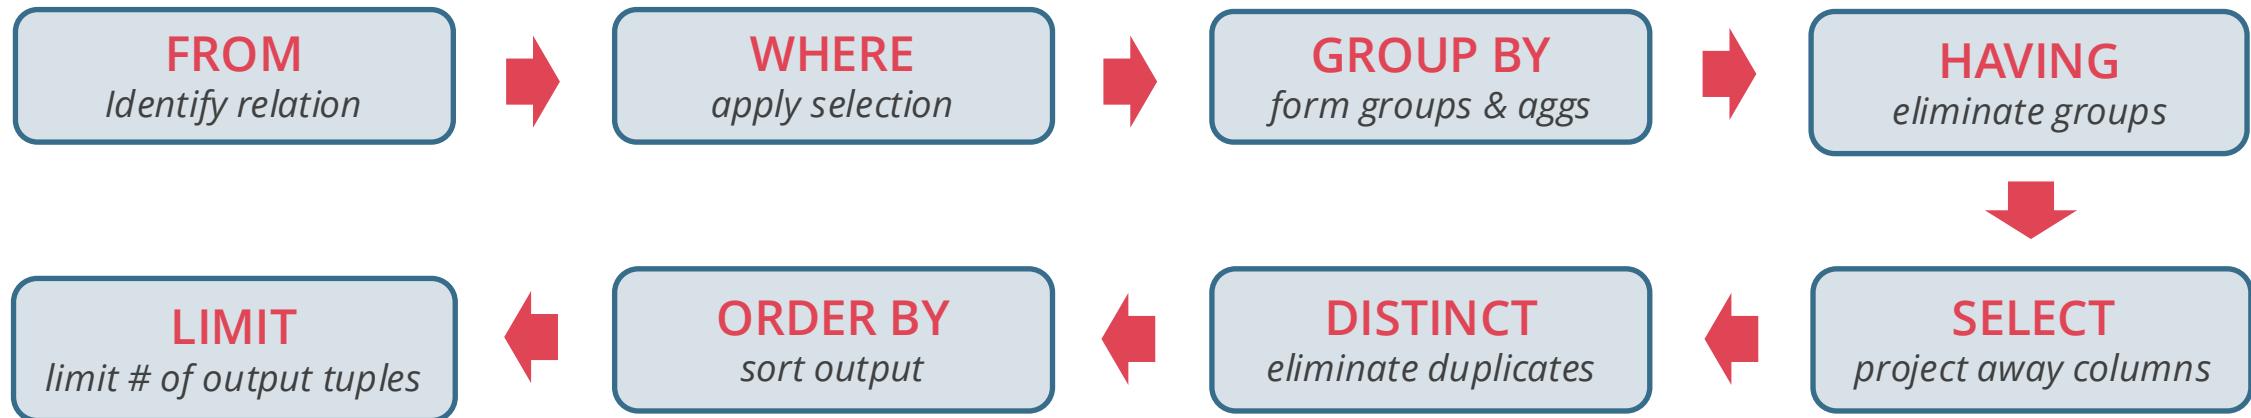 FROM
Identify relation
WHERE
apply selection
GROUP BY
form groups & aggs
HAVING
eliminate groups
SELECT
project away columns
DISTINCT
eliminate duplicates
ORDER BY
sort output
LIMIT
limit # of output tuples